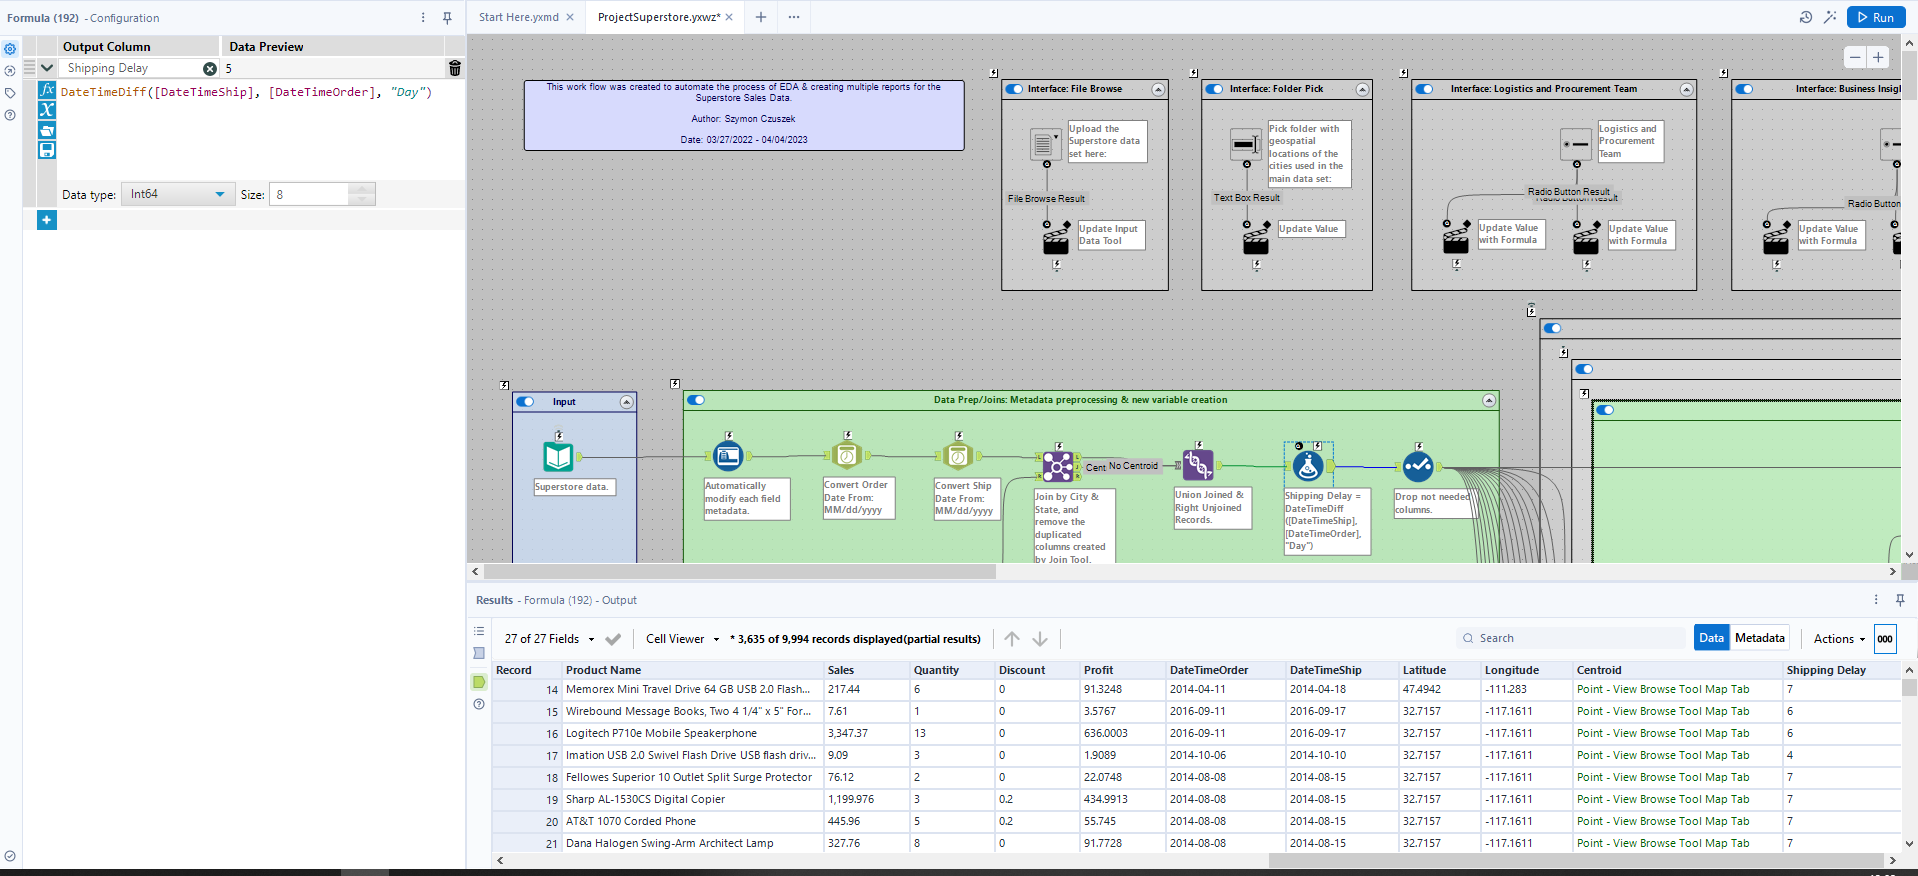 Formula (192) - Configuration
Start Here.yxmd
ProjectSuperstore.yxwz*
Run
Output Column
Data Preview
Shipping Delay
5
DateTimeDiff([DateTimeShip], [DateTimeOrder], "Day")
Data type:
Int64
Size:
8
This work flow was created to automate the process of EDA & creating multiple reports for the
Superstore Sales Data.
Author: Szymon Czuszek
Date: 03/27/2022 - 04/04/2023
Interface: File Browse
Upload the
Superstore data
set here:
File Browse Result
Update Input
Data Tool
Interface: Folder Pick
Pick folder with
geospatial
locations of the
cities used in the
main data set:
Text Box Result
Update Value
Interface: Logistics and Procurement Team
Logistics and
Procurement
Team
Radio Button Result
Radio Button Result
Update Value
with Formula
Update Value
with Formula
Interface: Business Insigl
Radio Button
Update Value
with Formula
Input
Superstore data.
Data Prep/Joins: Metadata preprocessing & new variable creation
Automatically
modify each field
metadata.
Convert Order
Date From:
MM/dd/yyyy
Convert Ship
Date From:
MM/dd/yyyy
Cent
No Centroid
Join by City &
State, and
remove the
duplicated
columns created
by Join Tool.
Union Joined &
Right Unjoined
Records.
Shipping Delay =
DateTimeDiff
([DateTimeShip],
[DateTimeOrder],
"Day")
Drop not needed
columns.
Results - Formula (192) - Output
27 of 27 Fields
Cell Viewer
* 3,635 of 9,994 records displayed(partial results)
Search
Data
Metadata
Actions
000
Record Product Name Sales Quantity Discount Profit DateTimeOrder DateTimeShip Latitude Longitude Centroid Shipping Delay
14 Memorex Mini Travel Drive 64 GB USB 2.0 Flash... 217.44 6 0 91.3248 2014-04-11 2014-04-18 47.4942 -111.283 Point - View Browse Tool Map Tab 7
15 Wirebound Message Books, Two 4 1/4" x 5" For... 7.61 1 0 3.5767 2016-09-11 2016-09-17 32.7157 -117.1611 Point - View Browse Tool Map Tab 6
16 Logitech P710e Mobile Speakerphone 3,347.37 13 0 636.0003 2016-09-11 2016-09-17 32.7157 -117.1611 Point - View Browse Tool Map Tab 6
17 Imation USB 2.0 Swivel Flash Drive USB flash driv... 9.09 3 0 1.9089 2014-10-06 2014-10-10 32.7157 -117.1611 Point - View Browse Tool Map Tab 4
18 Fellowes Superior 10 Outlet Split Surge Protector 76.12 2 0 22.0748 2014-08-08 2014-08-15 32.7157 -117.1611 Point - View Browse Tool Map Tab 7
19 Sharp AL-1530CS Digital Copier 1,199.976 3 0.2 434.9913 2014-08-08 2014-08-15 32.7157 -117.1611 Point - View Browse Tool Map Tab 7
20 AT&T 1070 Corded Phone 445.96 5 0.2 55.745 2014-08-08 2014-08-15 32.7157 -117.1611 Point - View Browse Tool Map Tab 7
21 Dana Halogen Swing-Arm Architect Lamp 327.76 8 0 91.7728 2014-08-08 2014-08-15 32.7157 -117.1611 Point - View Browse Tool Map Tab 7